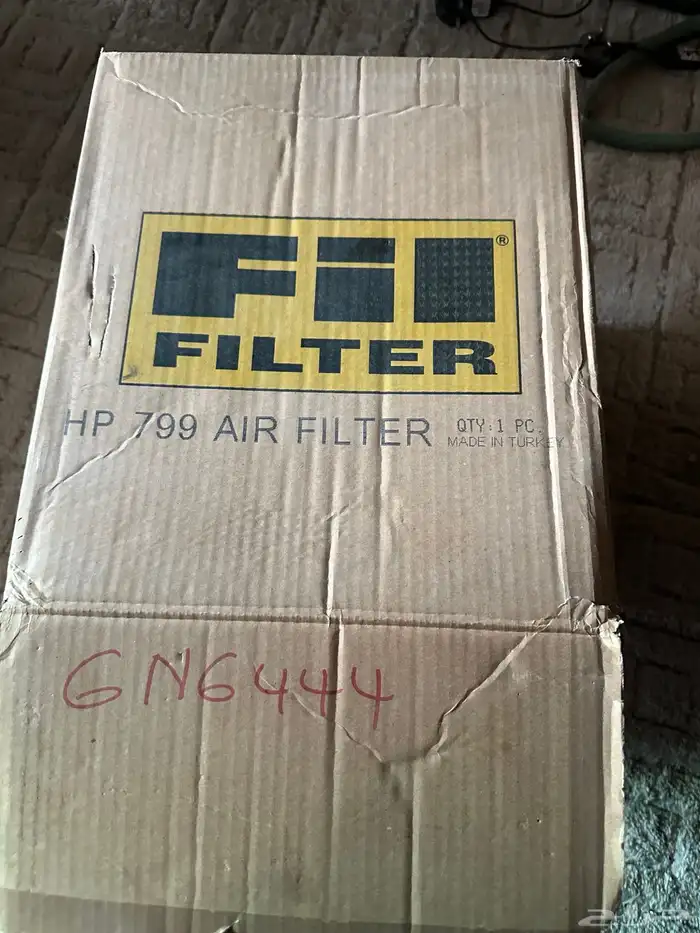 Fil®
FILTER
HP 799 AIR FILTER
QTY:1 PC.
MADE IN TURKEY
GN6444